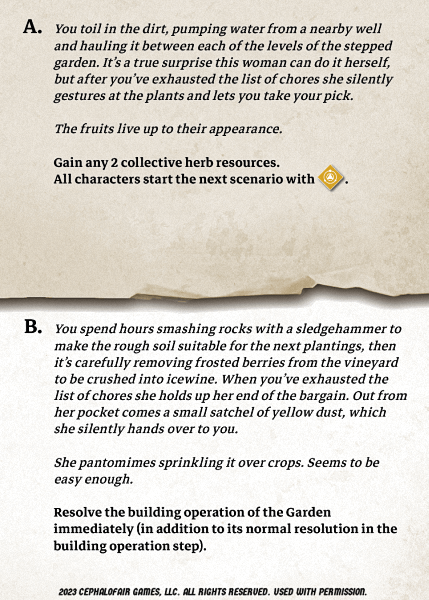 A. You toil in the dirt, pumping water from a nearby well
and hauling it between each of the levels of the stepped
garden. It's a true surprise this woman can do it herself,
but after you've exhausted the list of chores she silently
gestures at the plants and lets you take your pick.
The fruits live up to their appearance.
Gain any 2 collective herb resources.
All characters start the next scenario with .
B. You spend hours smashing rocks with a sledgehammer to
make the rough soil suitable for the next plantings, then
it's carefully removing frosted berries from the vineyard
to be crushed into icewine. When you've exhausted the
list of chores she holds up her end of the bargain. Out from
her pocket comes a small satchel of yellow dust, which
she silently hands over to you.
She pantomimes sprinkling it over crops. Seems to be
easy enough.
Resolve the building operation of the Garden
immediately (in addition to its normal resolution in the
building operation step).
2023 CEPHALOFAIR GAMES, LLC. ALL RIGHTS RESERVED. USED WITH PERMISSION.